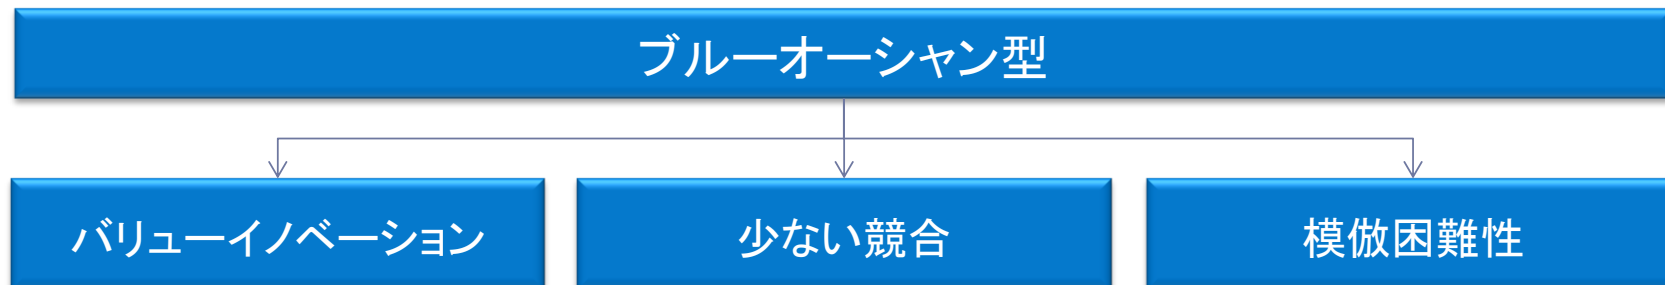 ブルーオーシャン型
バリューイノベーション
少ない競合
模倣困難性